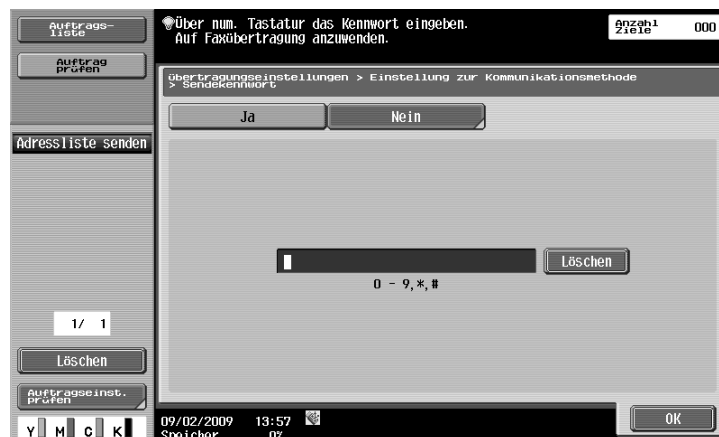 Auftrags-
liste
Auftrag
prüfen
Adressliste senden
1/ 1
Löschen
Auftragseinst.
prüfen
Y M C K
Über num. Tastatur das Kennwort eingeben.
Auf Faxübertragung anzuwenden.
Anzahl
Ziele
000
Übertragungseinstellungen > Einstellung zur Kommunikationsmethode
> Sendekennwort
Ja Nein
Löschen
0 - 9,*,#
09/02/2009 13:57
Speicher 0%
OK